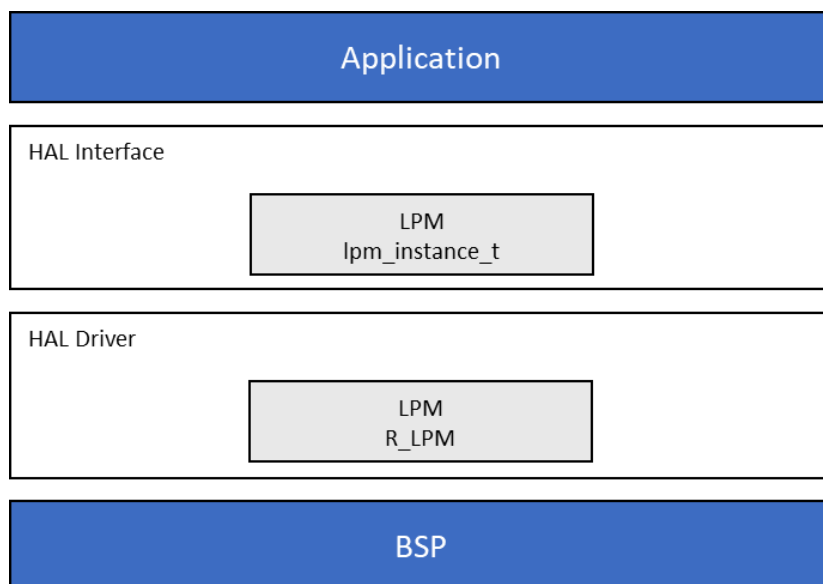 Application
HAL Interface
LPM
lpm_instance_t
HAL Driver
LPM
R_LPM
BSP